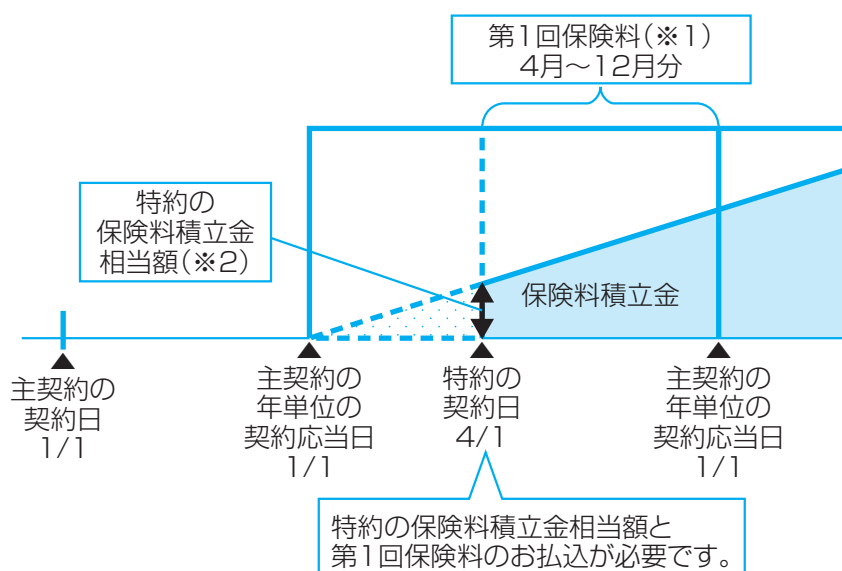 第1回保険料(※1)
4月〜12月分
特約の
保険料積立金
相当額(※2)
保険料積立金
主契約の
契約日
1/1
主契約の
年単位の
契約応当日
1/1
特約の
契約日
4/1
主契約の
年単位の
契約応当日
1/1
特約の保険料積立金相当額と
第1回保険料のお払込が必要です。